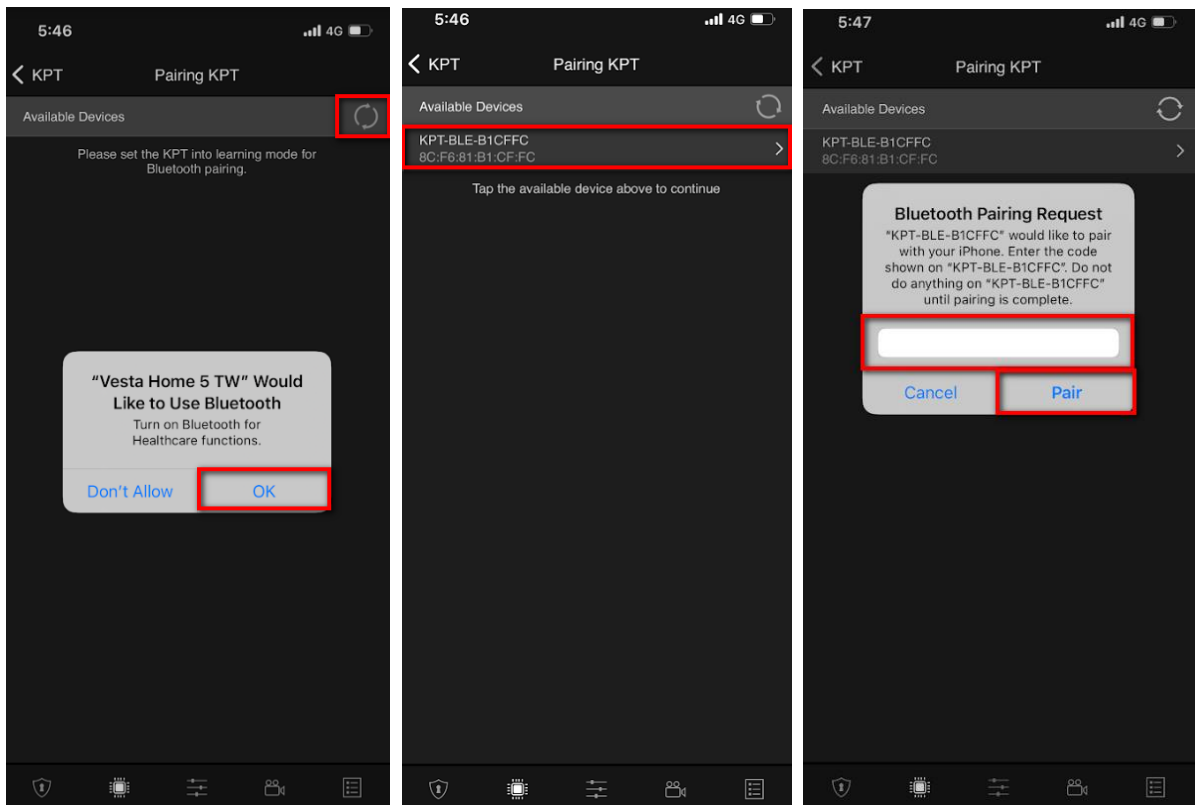 5:46
4G
KPT
Pairing KPT
Available Devices
Please set the KPT into learning mode for
Bluetooth pairing.
“Vesta Home 5 TW” Would
Like to Use Bluetooth
Turn on Bluetooth for
Healthcare functions.
Don't Allow
OK
5:46
4G
KPT
Pairing KPT
Available Devices
KPT-BLE-B1CFFC
8C:F6:81:B1:CF:FC
Tap the available device above to continue
5:47
4G
KPT
Pairing KPT
Available Devices
KPT-BLE-B1CFFC
8C:F6:81:B1:CF:FC
Bluetooth Pairing Request
"KPT-BLE-B1CFFC" would like to pair
with your iPhone. Enter the code
shown on "KPT-BLE-B1CFFC". Do not
do anything on "KPT-BLE-B1CFFC"
until pairing is complete.
Cancel
Pair